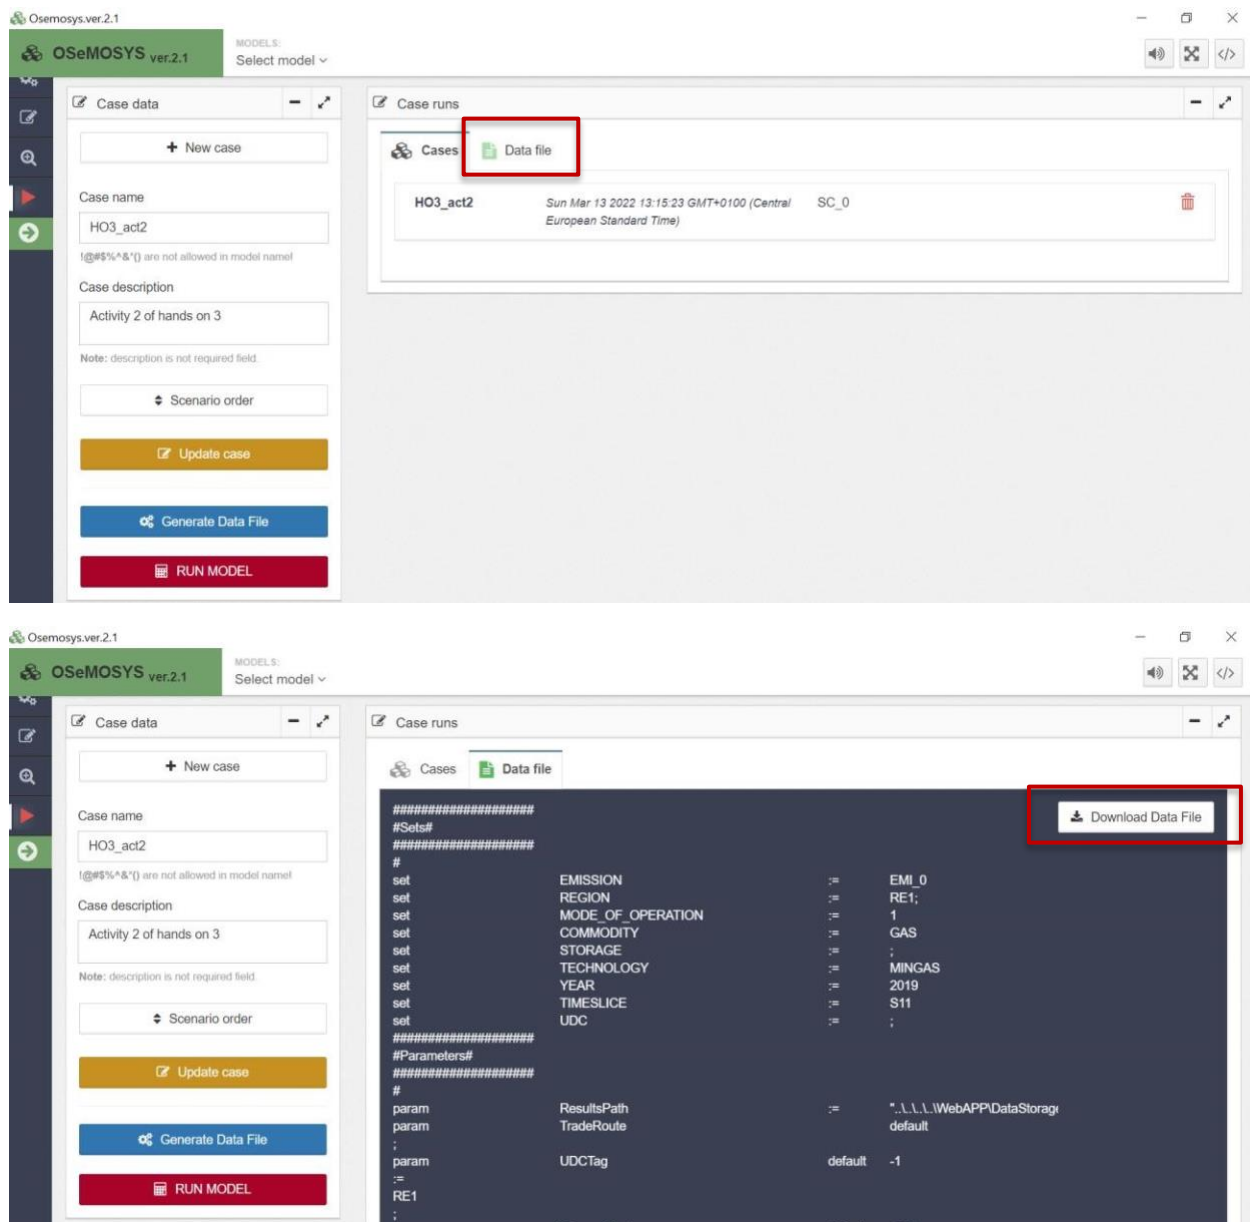 Osemosys.ver.2.1
OSeMOSYS ver.2.1
MODELS:
Select model
Case data
Case runs
+ New case
Cases
Data file
Case name
HO3_act2
HO3_act2
Sun Mar 13 2022 13:15:23 GMT+0100 (Central
European Standard Time)
SC_0
!@#$%^&*() are not allowed in model name!
Case description
Activity 2 of hands on 3
Note: description is not required field.
Scenario order
Update case
Generate Data File
RUN MODEL
Osemosys.ver.2.1
OSeMOSYS ver.2.1
MODELS:
Select model
Case data
Case runs
+ New case
Cases
Data file
Case name
HO3_act2
!@#$%^&*() are not allowed in model name!
Case description
Activity 2 of hands on 3
Note: description is not required field.
Scenario order
Update case
Generate Data File
RUN MODEL
Download Data File
####################
#Sets#
####################
#
set EMISSION := EMI_0
set REGION := RE1;
set MODE_OF_OPERATION := 1
set COMMODITY := GAS
set STORAGE := ;
set TECHNOLOGY := MINGAS
set YEAR := 2019
set TIMESLICE := S11
set UDC := ;
####################
#Parameters#
####################
#
param ResultsPath := "..\..\..\..\WebAPP\DataStorage
param TradeRoute default
;
param UDCTag default -1
:=
RE1
;